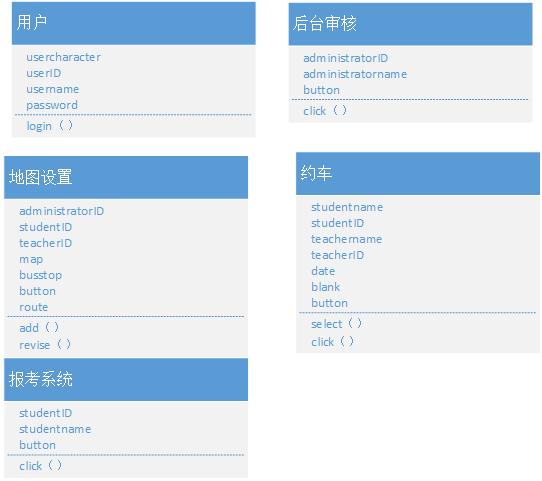 用户
usercharacter
userID
username
password
login（）
后台审核
administratorID
administratorname
button
click（）
地图设置
administratorID
studentID
teacherID
map
busstop
button
route
add（）
revise（）
约车
studentname
studentID
teachername
teacherID
date
blank
button
select（）
click（）
报考系统
studentID
studentname
button
click（）